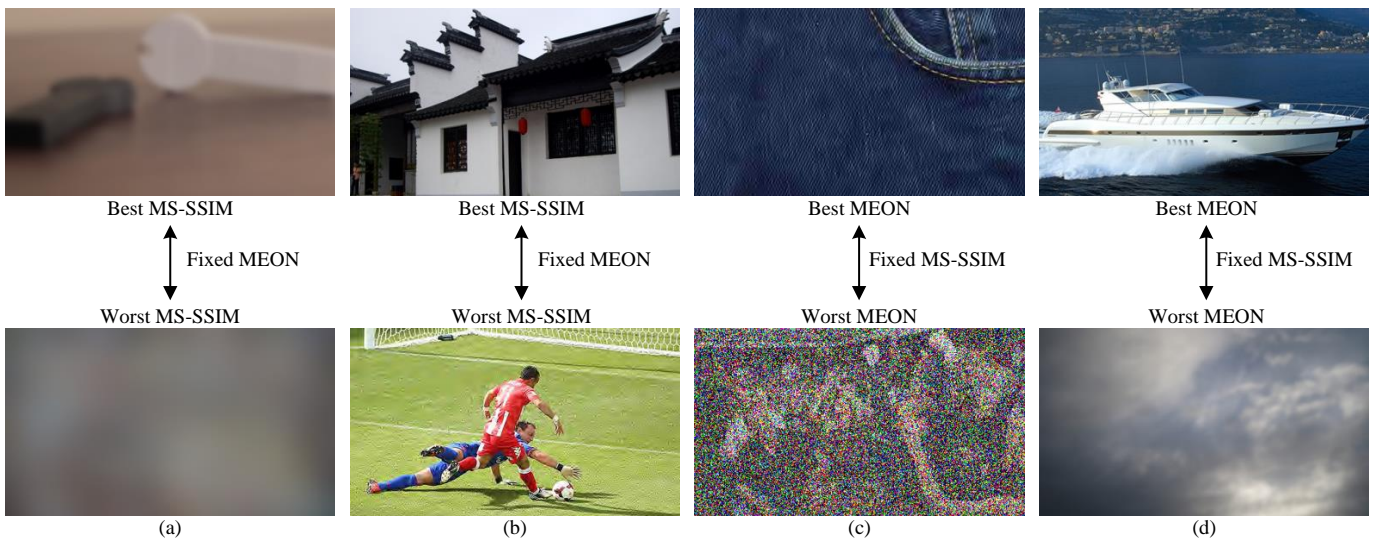 Best MS-SSIM Best MS-SSIM Best MEON Best MEON
Fixed MEON Fixed MEON Fixed MS-SSIM Fixed MS-SSIM
Worst MS-SSIM Worst MS-SSIM Worst MEON Worst MEON
(a) (b) (c) (d)